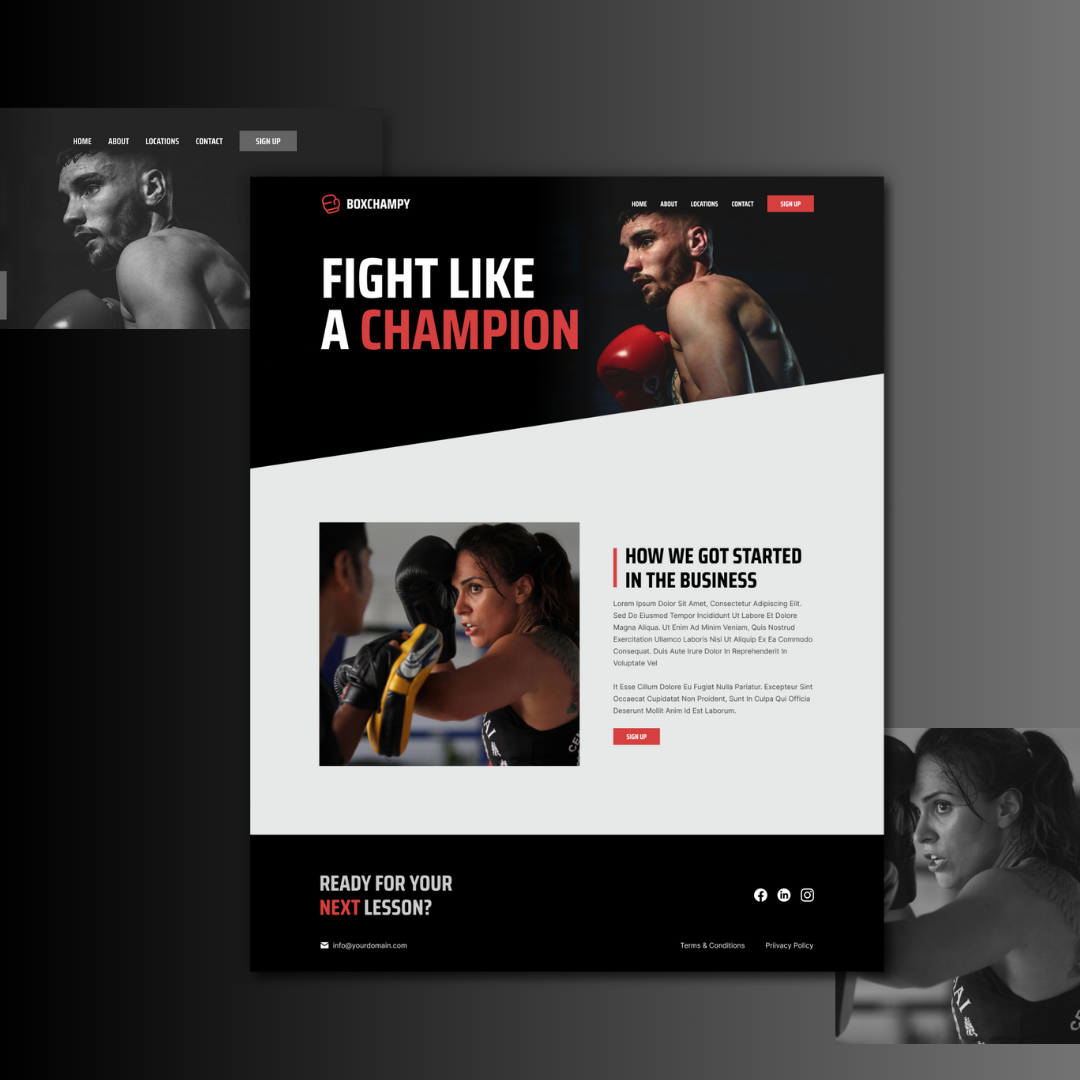 HOME ABOUT LOCATIONS CONTACT SIGN UP
BOXCHAMPY
HOME ABOUT LOCATIONS CONTACT SIGN UP
FIGHT LIKE
A CHAMPION
HOW WE GOT STARTED
IN THE BUSINESS
Lorem Ipsum Dolor Sit Amet, Consectetur Adipiscing Elit.
Sed Do Eiusmod Tempor Incididunt Ut Labore Et Dolore
Magna Aliqua. Ut Enim Ad Minim Veniam, Quis Nostrud
Exercitation Ullamco Laboris Nisi Ut Aliquip Ex Ea Commodo
Consequat. Duis Aute Irure Dolor In Reprehenderit In
Voluptate Vel
It Esse Cillum Dolore Eu Fugiat Nulla Pariatur. Excepteur Sint
Occaecat Cupidatat Non Proident, Sunt In Culpa Qui Officia
Deserunt Mollit Anim Id Est Laborum.
SIGN UP
READY FOR YOUR
NEXT LESSON?
info@yourdomain.com
Terms & Conditions Priivacy Policy